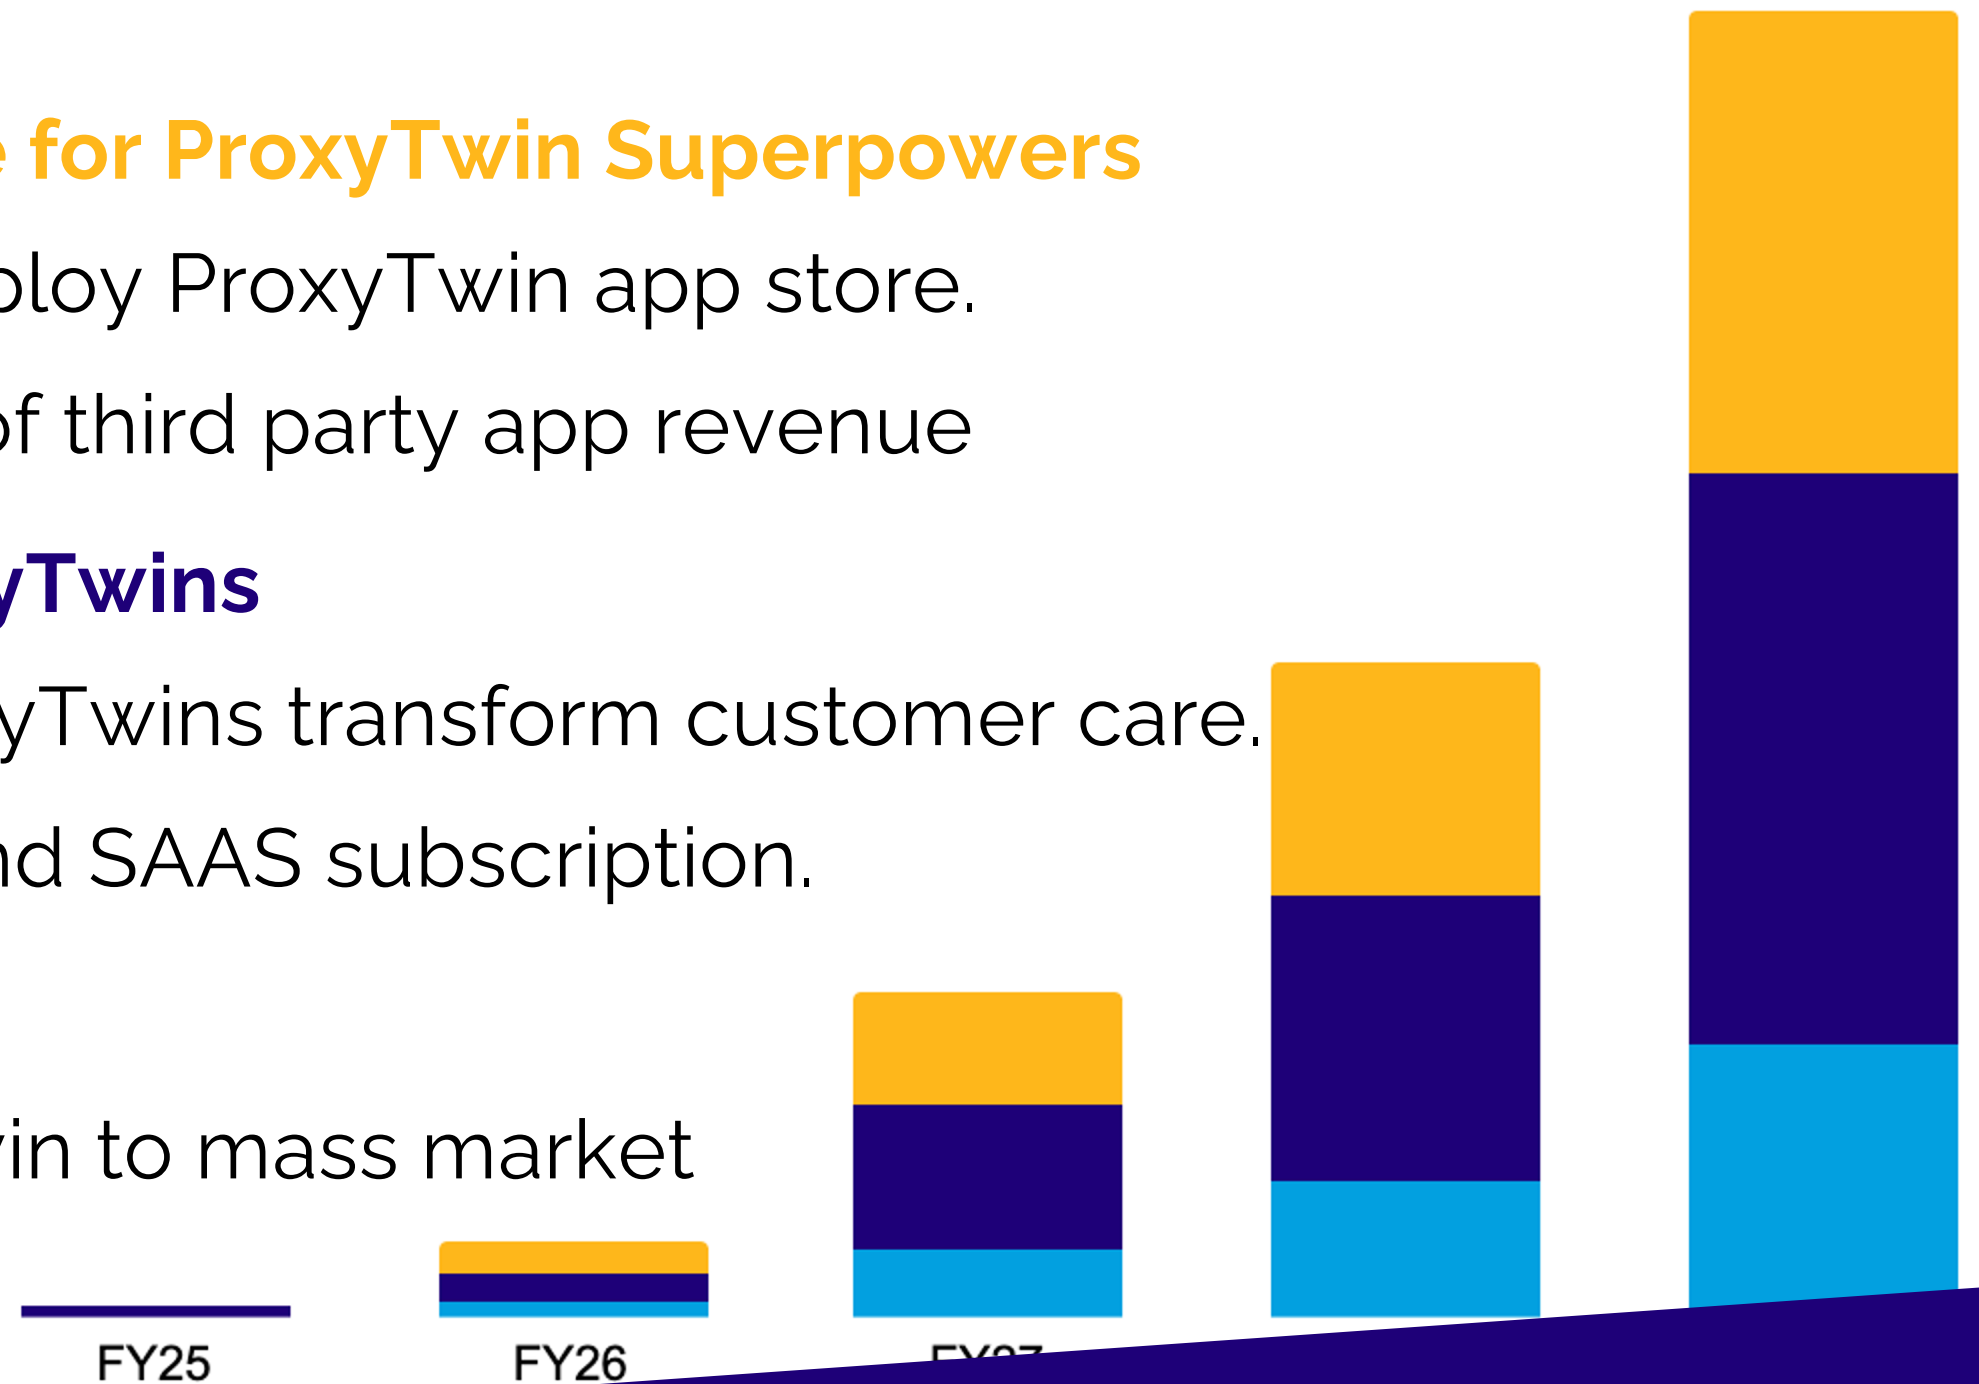 for ProxyTwin Superpowers
ProxyTwin app store.
of third party app revenue
yTwins
yTwins transform customer care.
nd SAAS subscription.
in to mass market
FY25 FY26 FY27